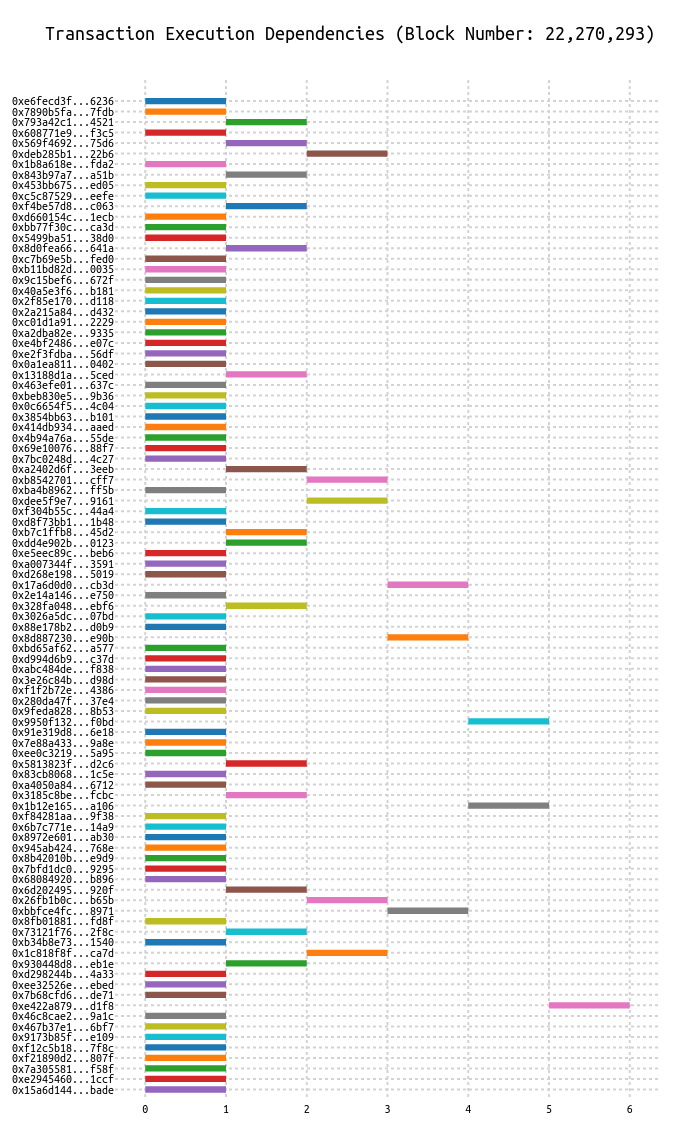 Transaction Execution Dependencies (Block Number: 22,270,293)
0xe6fecd3f...6236
0x7890b5fa...7fdb
0x793a42c1...4521
0x608771e9...f3c5
0x569f4692...75d6
0xdeb285b1...22b6
0x1b8a618e...fda2
0x843b97a7...a51b
0x453bb675...ed05
0xc5c87529...eefe
0xf4be57d8...c063
0xd660154c...1ecb
0xbb77f30c...ca3d
0x5499ba51...38d0
0x8d0fea66...641a
0xc7b69e5b...fed0
0xb11bd82d...0035
0x9c15bef6...672f
0x40a5e3f6...b181
0x2f85e170...d118
0x2a215a84...d432
0xc01d1a91...2229
0xa2dba82e...9335
0xe4bf2486...e07c
0xe2f3fdba...56df
0x0a1ea811...0402
0x13188d1a...5ced
0x463efe01...637c
0xbeb830e5...9b36
0x0c6654f5...4c04
0x3854bb63...b101
0x414db934...aaed
0x4b94a76a...55de
0x69e10076...88f7
0x7bc0248d...4c27
0xa2402d6f...3eeb
0xb8542701...cff7
0xba4b8962...ff5b
0xdee5f9e7...9161
0xf304b55c...44a4
0xd8f73bb1...1b48
0xb7c1ffb8...45d2
0xdd4e902b...0123
0xe5eec89c...beb6
0xa007344f...3591
0xd268e198...5019
0x17a6d0d0...cb3d
0x2e14a146...e750
0x328fa048...ebf6
0x3026a5dc...07bd
0x88e178b2...d0b9
0x8d887230...e90b
0xbd65af62...a577
0xd994d6b9...c37d
0xabc484de...f838
0x3e26c84b...d98d
0xf1f2b72e...4386
0x280da47f...37e4
0x9feda828...8b53
0x9950f132...f0bd
0x91e319d8...6e18
0x7e88a433...9a8e
0xee0c3219...5a95
0x5813823f...d2c6
0x83cb8068...1c5e
0xa4050a84...6712
0x3185c8be...fcbc
0x1b12e165...a106
0xf84281aa...9f38
0x6b7c771e...14a9
0x8972e601...ab30
0x945ab424...768e
0x8b42010b...e9d9
0x7bfd1dc0...9295
0x68084920...b896
0x6d202495...920f
0x26fb1b0c...b65b
0xbbfce4fc...8971
0x8fb01881...fd8f
0x73121f76...2f8c
0xb34b8e73...1540
0x1c818f8f...ca7d
0x930448d8...eb1e
0xd298244b...4a33
0xee32526e...ebed
0x7b68cfd6...de71
0xe422a879...d1f8
0x46c8cae2...9a1c
0x467b37e1...6bf7
0x9173b85f...e109
0xf12c5b18...7f8c
0xf21890d2...807f
0x7a305581...f58f
0xe2945460...1ccf
0x15a6d144...bade
0 1 2 3 4 5 6